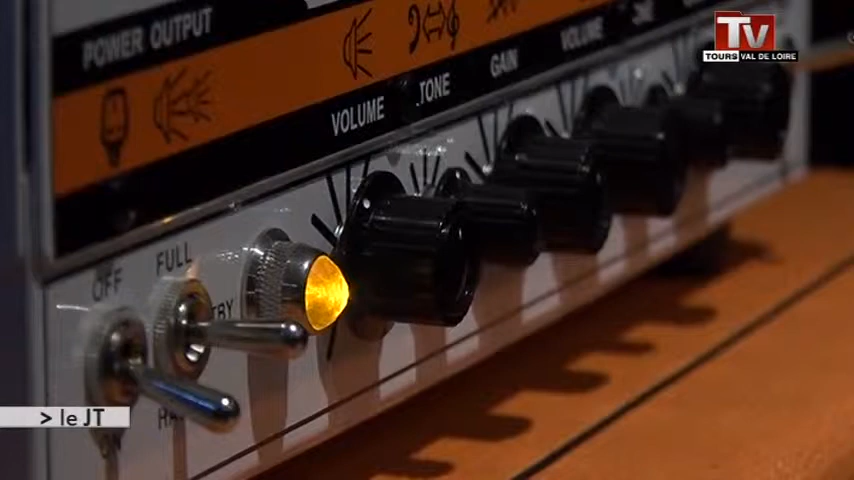 TV
TOURS VAL DE LOIRE
POWER OUTPUT
VOLUME
TONE
GAIN
VOLUME
OFF
FULL
> le JT